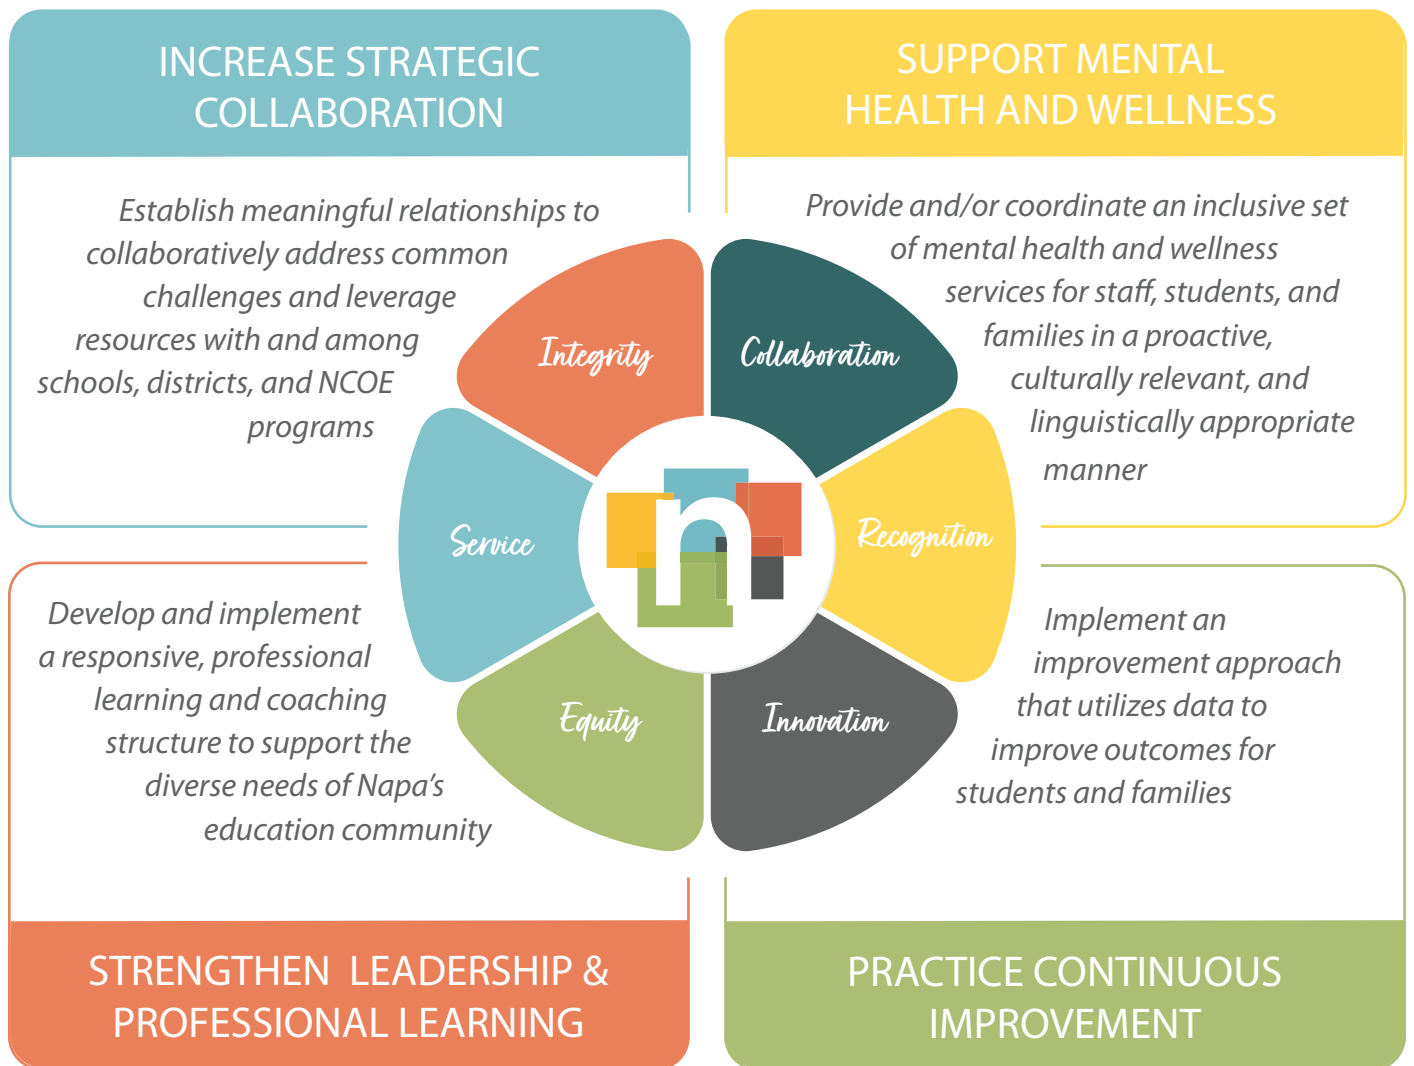 INCREASE STRATEGIC
COLLABORATION
Establish meaningful relationships to
collaboratively address common
challenges and leverage
resources with and among
schools, districts, and NCOE
programs
SUPPORT MENTAL
HEALTH AND WELLNESS
Provide and/or coordinate an inclusive set
of mental health and wellness
services for staff, students, and
families in a proactive,
culturally relevant, and
linguistically appropriate
manner
Integrity
Collaboration
Service
n
Recognition
Equity
Innovation
Develop and implement
a responsive, professional
learning and coaching
structure to support the
diverse needs of Napa’s
education community
STRENGTHEN LEADERSHIP &
PROFESSIONAL LEARNING
Implement an
improvement approach
that utilizes data to
improve outcomes for
students and families
PRACTICE CONTINUOUS
IMPROVEMENT